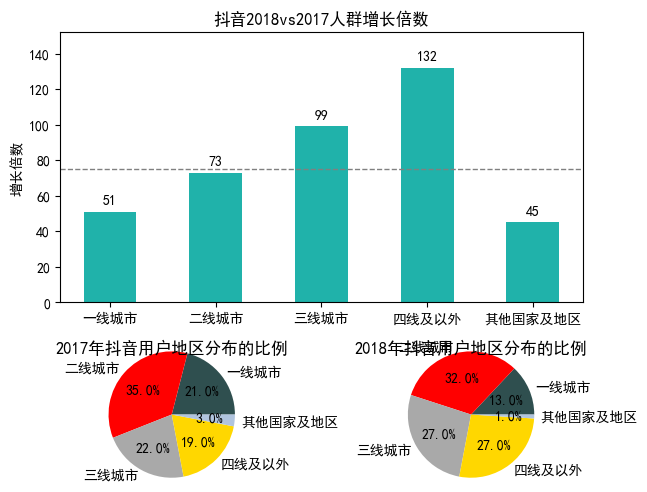 抖音2018vs2017人群增长倍数
增长倍数
140
120
100
80
60
40
20
0
51
73
99
132
45
一线城市
二线城市
三线城市
四线及以外
其他国家及地区
2017年抖音用户地区分布的比例
二线城市
一线城市
35.0%
21.0%
3.0%
其他国家及地区
22.0%
19.0%
三线城市
四线及以外
2018年抖音用户地区分布的比例
二线城市
32.0%
一线城市
13.0%
1.0%
其他国家及地区
27.0%
27.0%
三线城市
四线及以外